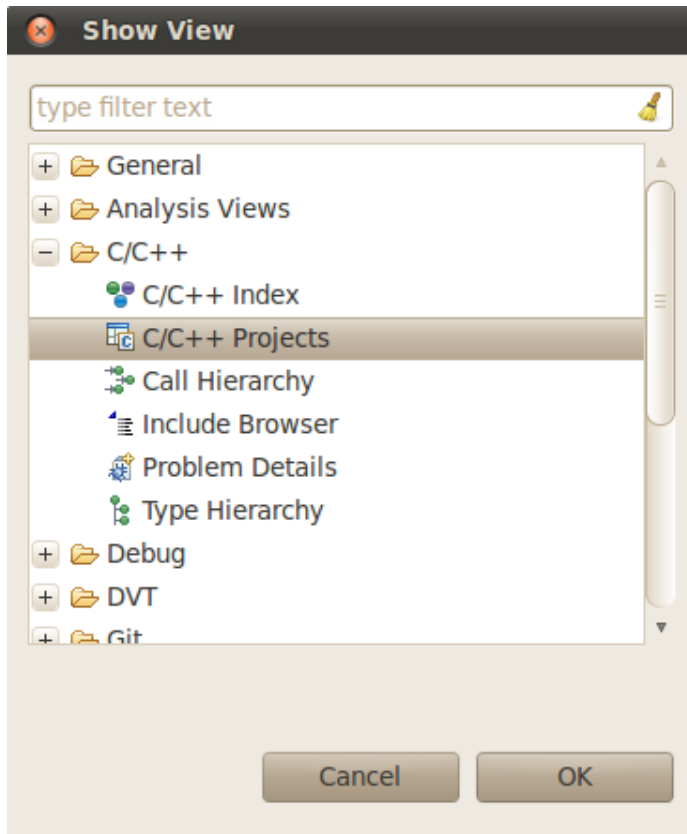 Show View
type filter text
General
Analysis Views
C/C++
C/C++ Index
C/C++ Projects
Call Hierarchy
Include Browser
Problem Details
Type Hierarchy
Debug
DVT
Git
Cancel OK